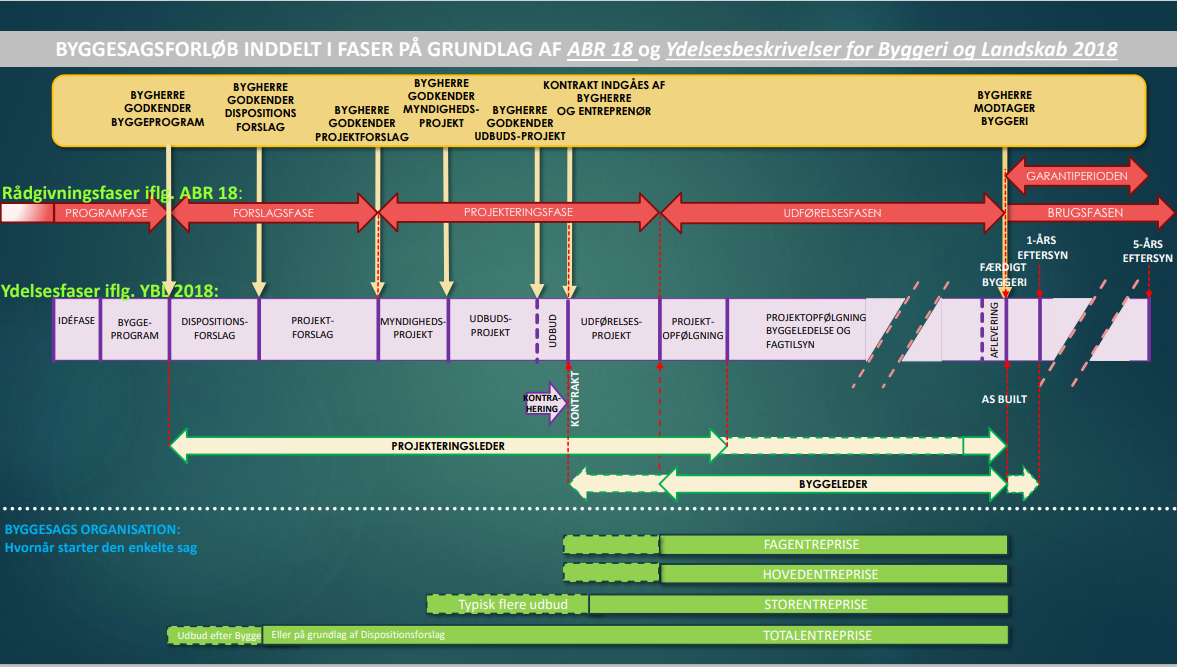 BYGGESAGSFORLØB INDDELT I FASER PÅ GRUNDLAG AF ABR 18 og Ydelsesbeskrivelser for Byggeri og Landskab 2018
BYGHERRE
GODKENDER
BYGGEPROGRAM
BYGHERRE
GODKENDER
DISPOSITIONS
FORSLAG
BYGHERRE
GODKENDER
PROJEKTFORSLAG
BYGHERRE
GODKENDER
MYNDIGHEDS-
PROJEKT
BYGHERRE
GODKENDER
UDBUDS-PROJEKT
KONTRAKT INDGÅES AF
BYGHERRE
OG ENTREPRENØR
BYGHERRE
MODTAGER
BYGGERI
GARANTIPERIODEN
Rådgivningsfaser iflg. ABR 18:
PROGRAMFASE
FORSLAGSFASE
PROJEKTERINGSFASE
UDFØRELSESFASEN
BRUGSFASEN
1-ÅRS
EFTERSYN
5-ÅRS
EFTERSYN
FÆRDIGT
BYGGERI
Ydelsesfaser iflg. YBL 2018:
IDÉFASE
BYGGE-
PROGRAM
DISPOSITIONS-
FORSLAG
PROJEKT-
FORSLAG
MYNDIGHEDS-
PROJEKT
UDBUDS-
PROJEKT
UDBUD
UDFØRELSES-
PROJEKT
PROJEKT-
OPFØLGNING
PROJEKTOPFØLGNING
BYGGELEDELSE OG
FAGTILSYN
AFLEVERING
KONTRA-
HERING
KONTRAKT
AS BUILT
PROJEKTERINGSLEDER
BYGGELEDER
BYGGESAGS ORGANISATION:
Hvornår starter den enkelte sag
FAGENTREPRISE
HOVEDENTREPRISE
Typisk flere udbud
STORENTREPRISE
Udbud efter Bygge
Eller på grundlag af Dispositionsforslag
TOTALENTREPRISE